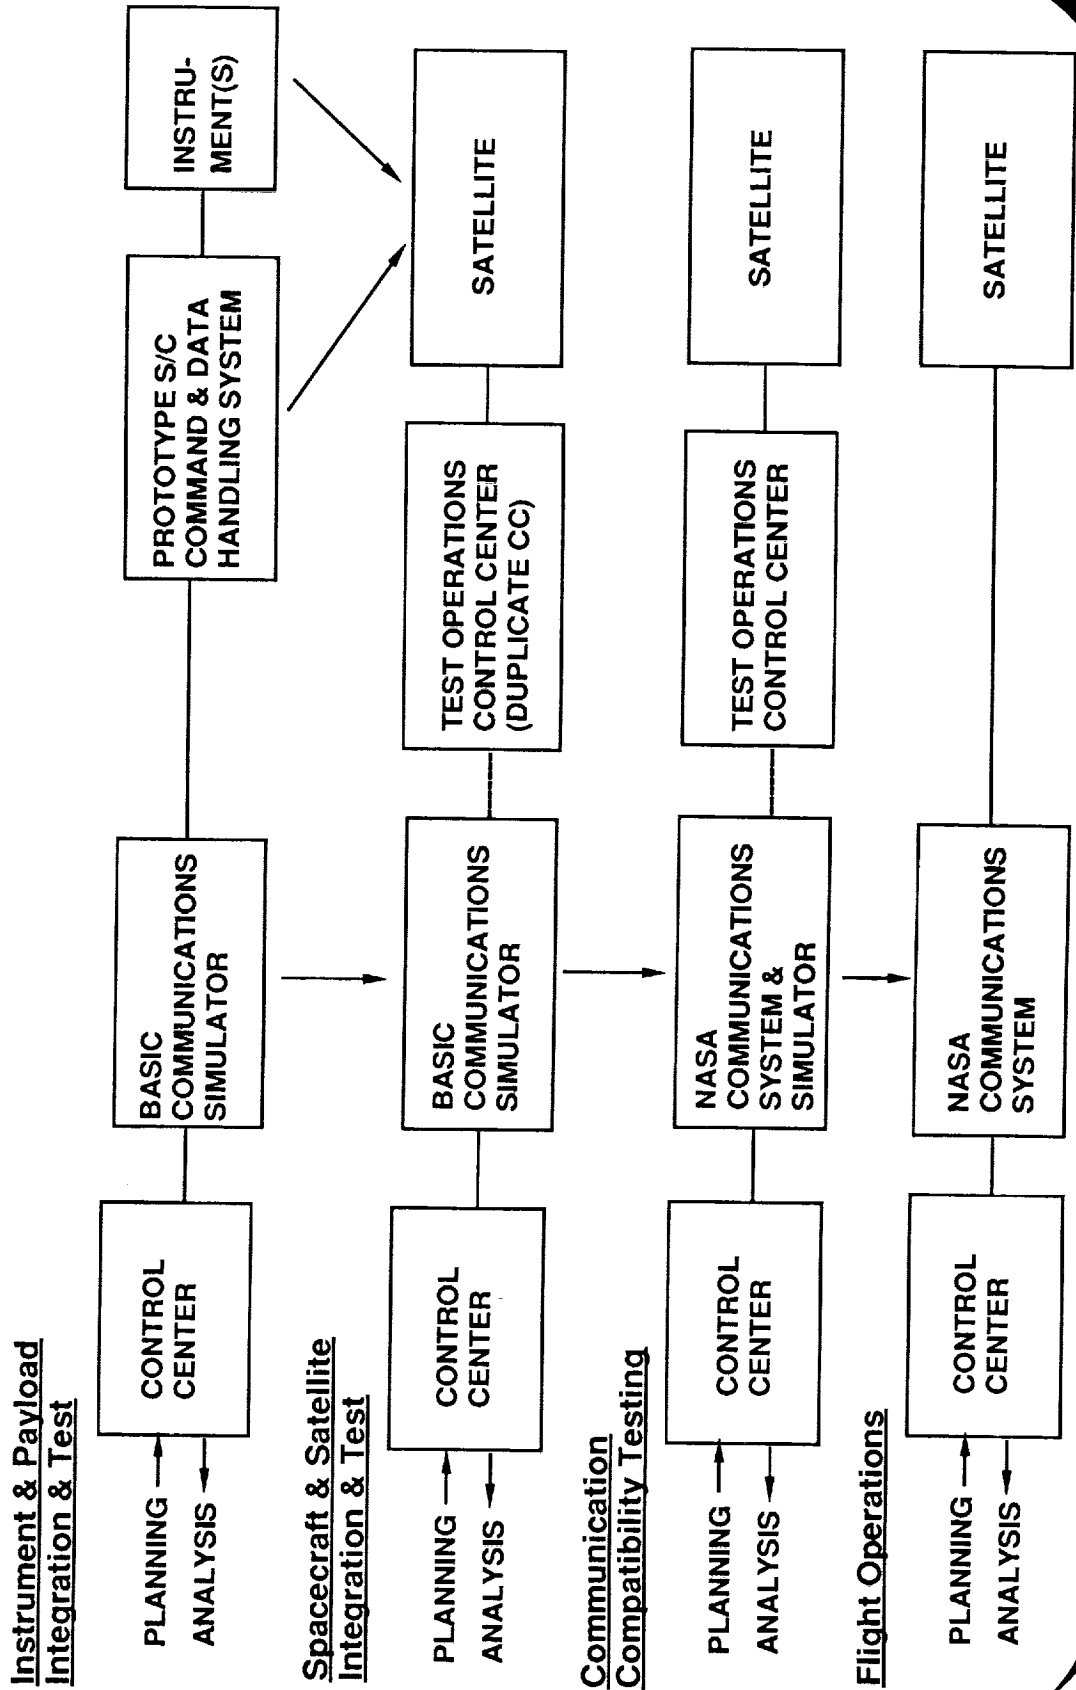 Instrument & Payload
Integration & Test
PLANNING
ANALYSIS
CONTROL
CENTER
BASIC
COMMUNICATIONS
SIMULATOR
PROTOTYPE S/C
COMMAND & DATA
HANDLING SYSTEM
INSTRU-
MENT(S)
Spacecraft & Satellite
Integration & Test
PLANNING
ANALYSIS
CONTROL
CENTER
BASIC
COMMUNICATIONS
SIMULATOR
TEST OPERATIONS
CONTROL CENTER
(DUPLICATE CC)
SATELLITE
Communication
Compatibility Testing
PLANNING
ANALYSIS
CONTROL
CENTER
NASA
COMMUNICATIONS
SYSTEM &
SIMULATOR
TEST OPERATIONS
CONTROL CENTER
SATELLITE
Flight Operations
PLANNING
ANALYSIS
CONTROL
CENTER
NASA
COMMUNICATIONS
SYSTEM
SATELLITE